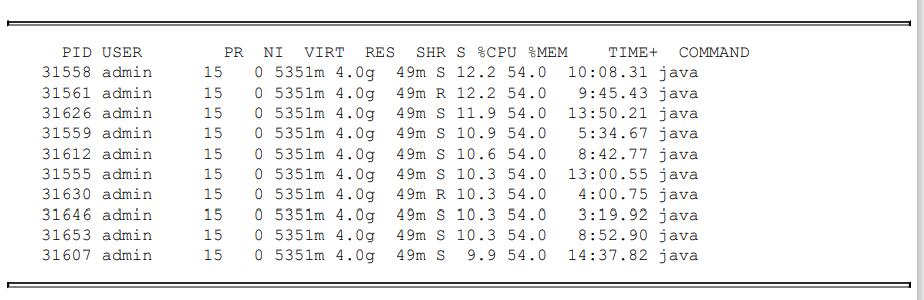 PID USER PR NI VIRT RES SHR S %CPU %MEM TIME+ COMMAND
31558 admin 15 0 5351m 4.0g 49m S 12.2 54.0 10:08.31 java
31561 admin 15 0 5351m 4.0g 49m R 12.2 54.0 9:45.43 java
31626 admin 15 0 5351m 4.0g 49m S 11.9 54.0 13:50.21 java
31559 admin 15 0 5351m 4.0g 49m S 10.9 54.0 5:34.67 java
31612 admin 15 0 5351m 4.0g 49m S 10.6 54.0 8:42.77 java
31555 admin 15 0 5351m 4.0g 49m S 10.3 54.0 13:00.55 java
31630 admin 15 0 5351m 4.0g 49m R 10.3 54.0 4:00.75 java
31646 admin 15 0 5351m 4.0g 49m S 10.3 54.0 3:19.92 java
31653 admin 15 0 5351m 4.0g 49m S 10.3 54.0 8:52.90 java
31607 admin 15 0 5351m 4.0g 49m S 9.9 54.0 14:37.82 java